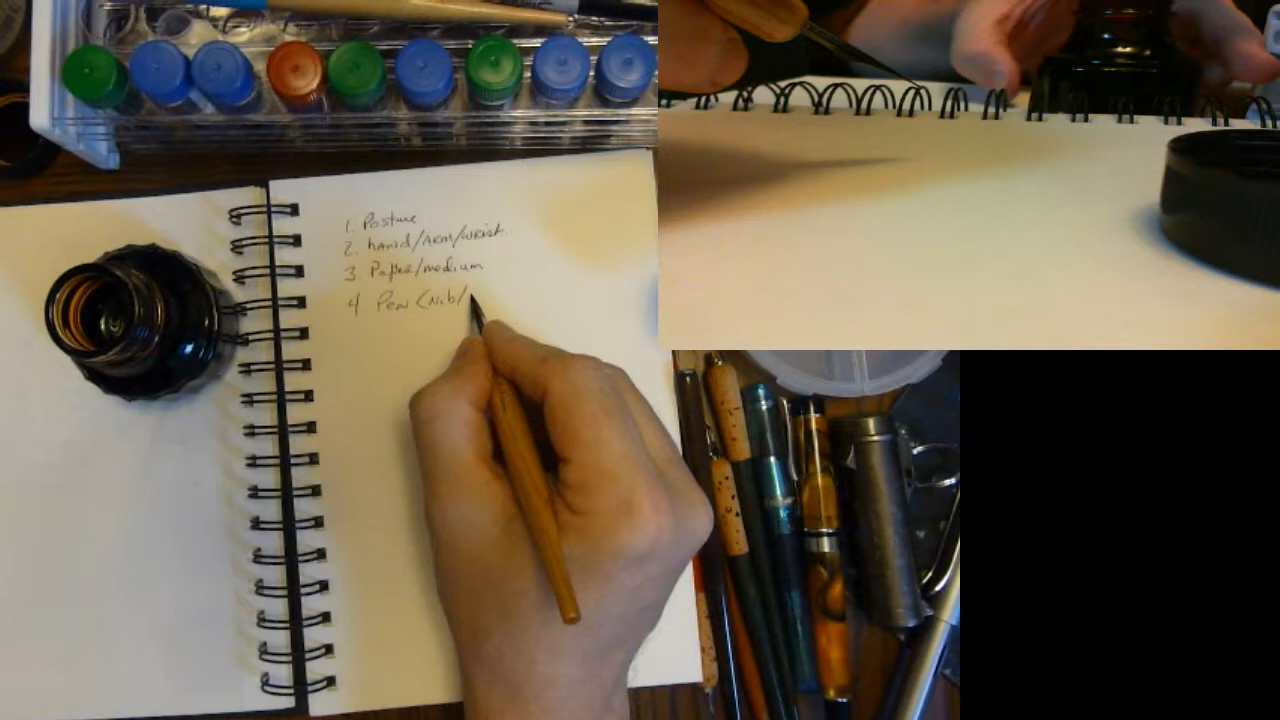 1. Posture
2. hand/ARM/wrist
3 Paper/medium
4 Pen (Nib/